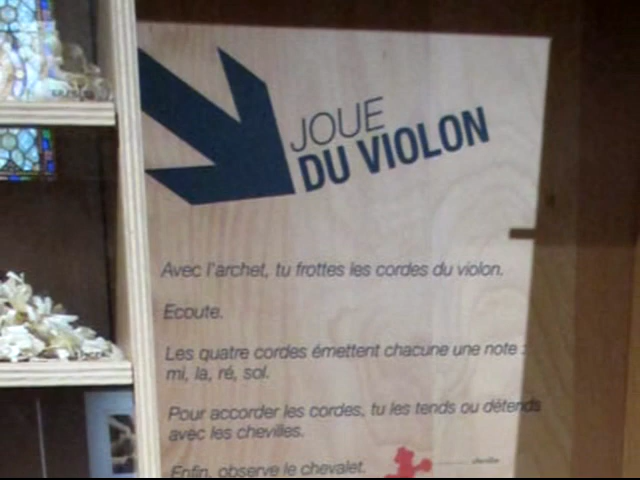 JOUE
DU VIOLON
Avec l'archet, tu frottes les cordes du violon.
Ecoute.
Les quatre cordes émettent chacune une note :
mi, la, ré, sol.
Pour accorder les cordes, tu les tends ou détends
avec les chevilles.
Enfin, observe le chevalet.